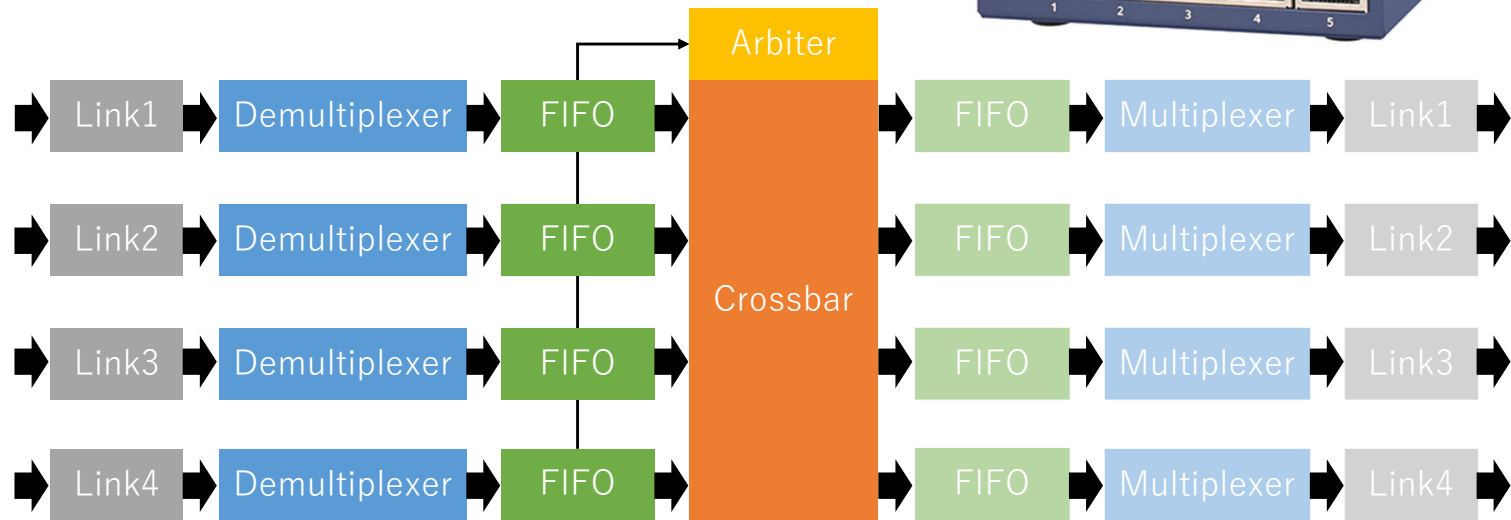 1 2 3 4 5
Arbiter
Link1 Demultiplexer FIFO FIFO Multiplexer Link1
Link2 Demultiplexer FIFO FIFO Multiplexer Link2
Crossbar
Link3 Demultiplexer FIFO FIFO Multiplexer Link3
Link4 Demultiplexer FIFO FIFO Multiplexer Link4